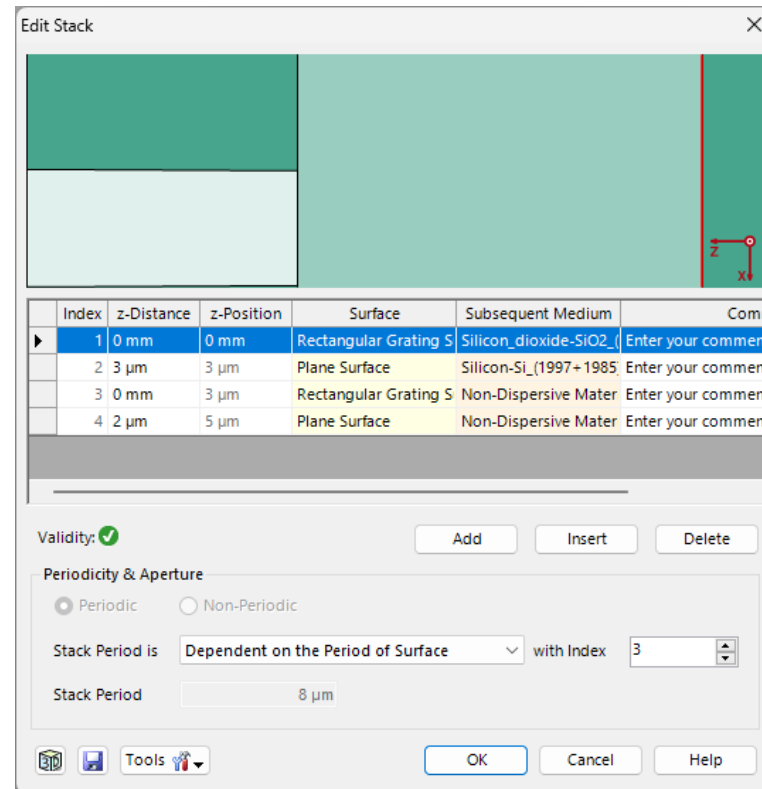 Edit Stack
Z
X
Index z-Distance z-Position Surface Subsequent Medium Com
1 0 mm 0 mm Rectangular Grating S Silicon_dioxide-SiO2_( Enter your commen
2 3 µm 3 µm Plane Surface Silicon-Si_(1997+1985) Enter your commen
3 0 mm 3 µm Rectangular Grating S Non-Dispersive Mater Enter your commen
4 2 µm 5 µm Plane Surface Non-Dispersive Mater Enter your commen
Validity:
Add Insert Delete
Periodicity & Aperture
Periodic Non-Periodic
Stack Period is Dependent on the Period of Surface with Index 3
Stack Period 8 µm
3D Tools OK Cancel Help